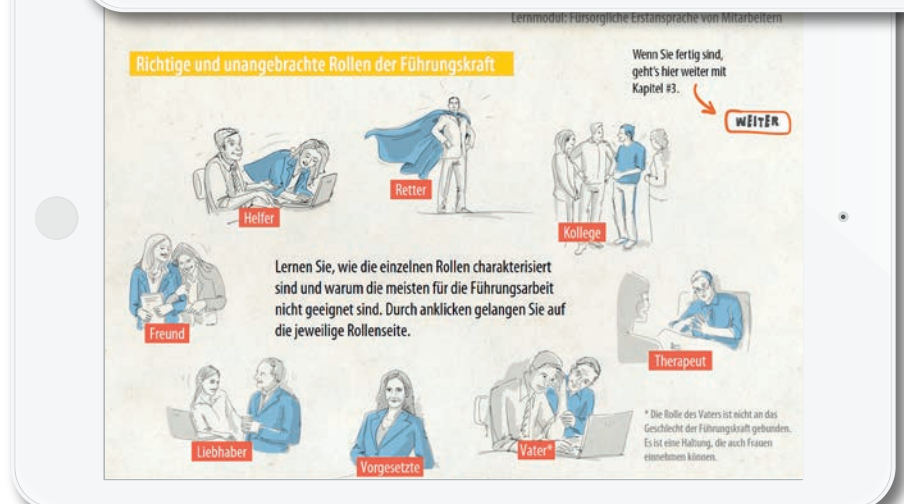 Lernmodul: Fürsorgliche Erstansprache von Mitarbeitern
Richtige und unangebrachte Rollen der Führungskraft
Wenn Sie fertig sind,
geht's hier weiter mit
Kapitel #3.
WEITER
Helfer
Retter
Kollege
Lernen Sie, wie die einzelnen Rollen charakterisiert
sind und warum die meisten für die Führungsarbeit
nicht geeignet sind. Durch anklicken gelangen Sie auf
die jeweilige Rollenseite.
Freund
Therapeut
Liebhaber
Vorgesetzte
Vater*
* Die Rolle des Vaters ist nicht an das
Geschlecht der Führungskraft gebunden.
Es ist eine Haltung, die auch Frauen
einnehmen können.